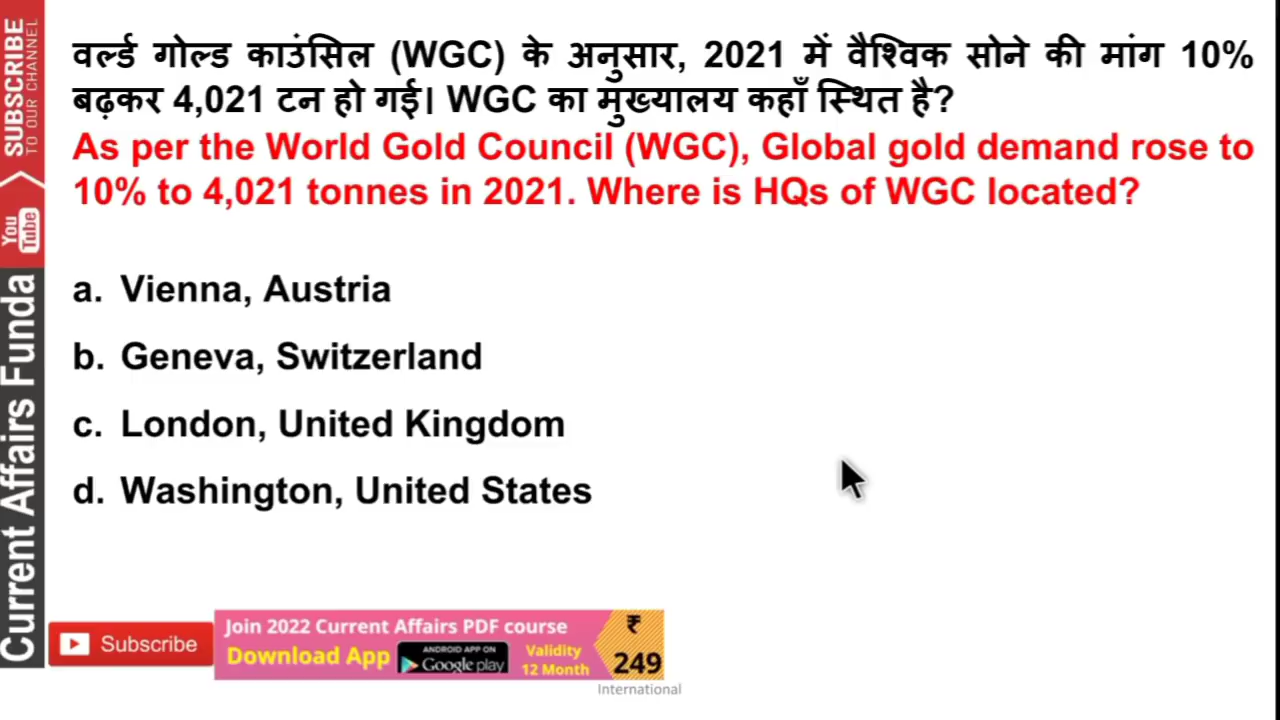 वर्ल्ड गोल्ड काउंसिल (WGC) के अनुसार, 2021 में वैश्विक सोने की मांग 10%
बढ़कर 4,021 टन हो गई। WGC का मुख्यालय कहाँ स्थित है?
As per the World Gold Council (WGC), Global gold demand rose to
10% to 4,021 tonnes in 2021. Where is HQs of WGC located?
a. Vienna, Austria
b. Geneva, Switzerland
c. London, United Kingdom
d. Washington, United States
SUBSCRIBE
TO OUR CHANNEL
You
Tube
Current Affairs Funda
Subscribe
Join 2022 Current Affairs PDF course
Download App
ANDROID APP ON
Google play
Validity
12 Month
₹
249
International